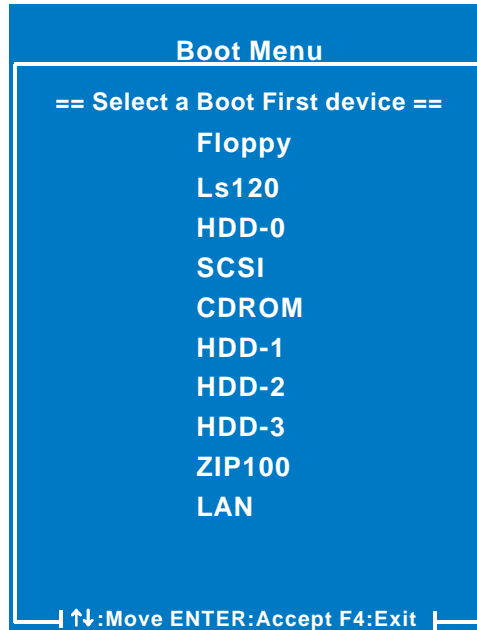 Boot Menu
== Select a Boot First device ==
Floppy
Ls120
HDD-0
SCSI
CDROM
HDD-1
HDD-2
HDD-3
ZIP100
LAN
↑↓:Move ENTER:Accept F4:Exit